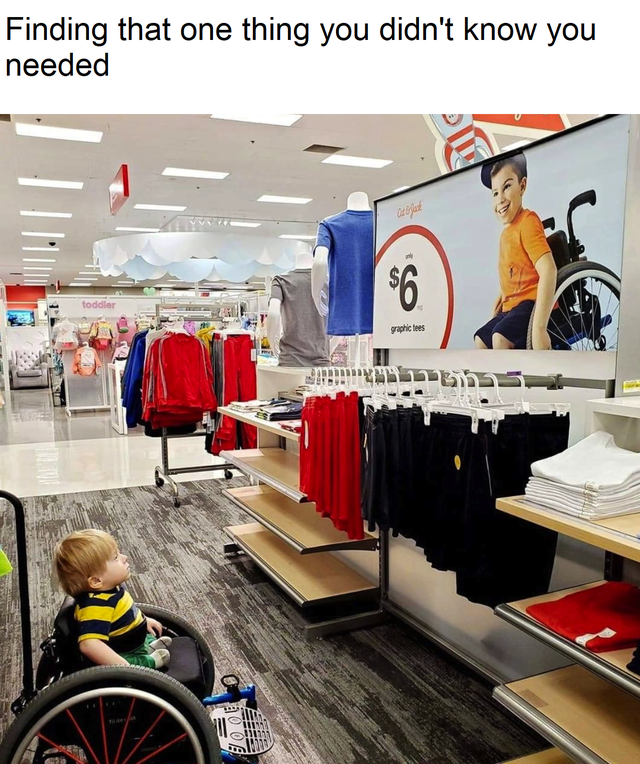 Finding that one thing you didn't know you
needed
toddler
Cat & Jack
only
$6
graphic tees